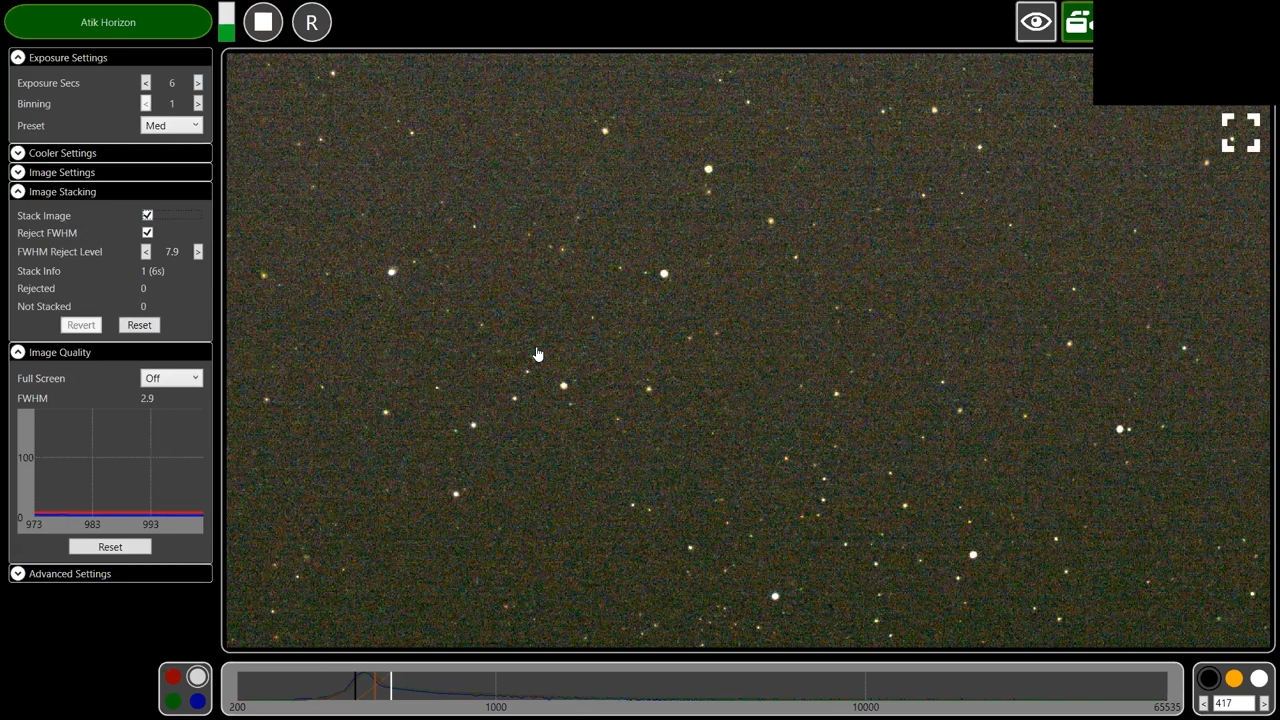 Atik Horizon
R
Exposure Settings
Exposure Secs < 6 >
Binning < 1 >
Preset Med
Cooler Settings
Image Settings
Image Stacking
Stack Image
Reject FWHM
FWHM Reject Level < 7.9 >
Stack Info 1 (6s)
Rejected 0
Not Stacked 0
Revert Reset
Image Quality
Full Screen Off
FWHM 2.9
100
0
973 983 993
Reset
Advanced Settings
200 1000 10000 65535
< 417 >